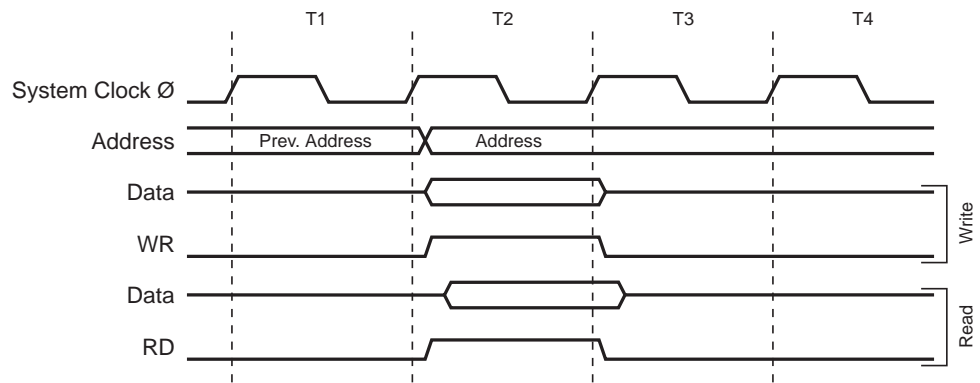 T1 T2 T3 T4
System Clock Ø
Address Prev. Address Address
Data
WR
Write
Data
RD
Read